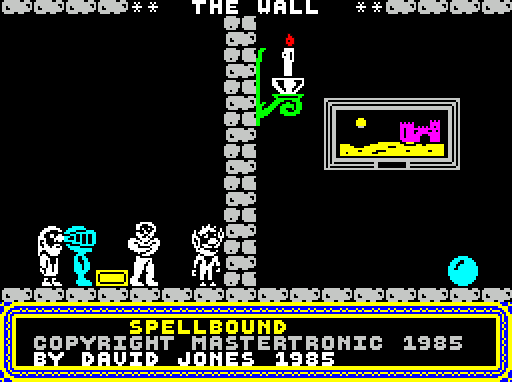 ** THE WALL **
SPELLBOUND
COPYRIGHT MASTERTRONIC 1985
BY DAVID JONES 1985